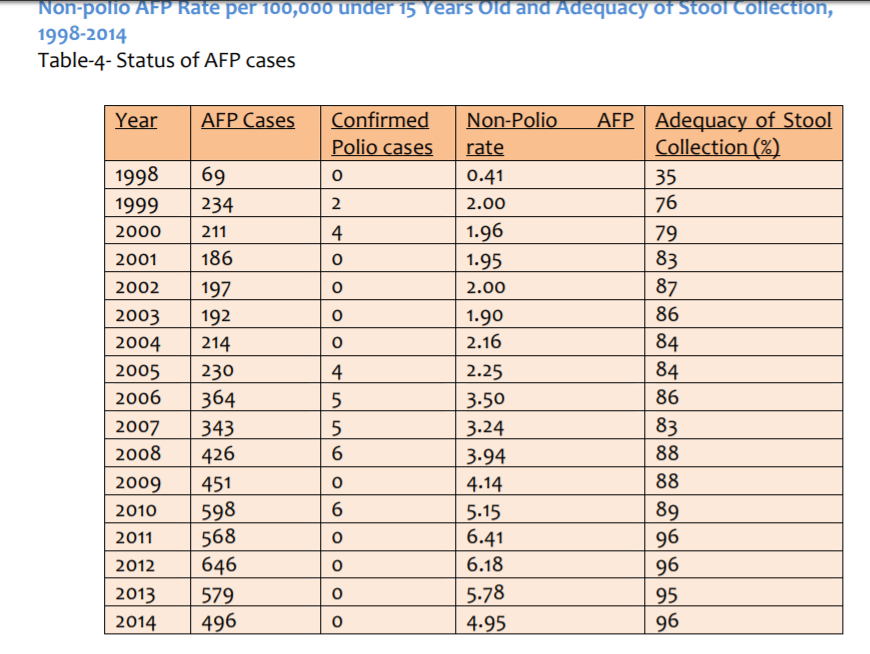 Non-polio AFP Rate per 100,000 under 15 Years Old and Adequacy of Stool Collection,
1998-2014
Table-4- Status of AFP cases
Year AFP Cases Confirmed Polio cases Non-Polio AFP rate Adequacy of Stool Collection (%)
1998 69 0 0.41 35
1999 234 2 2.00 76
2000 211 4 1.96 79
2001 186 0 1.95 83
2002 197 0 2.00 87
2003 192 0 1.90 86
2004 214 0 2.16 84
2005 230 4 2.25 84
2006 364 5 3.50 86
2007 343 5 3.24 83
2008 426 6 3.94 88
2009 451 0 4.14 88
2010 598 6 5.15 89
2011 568 0 6.41 96
2012 646 0 6.18 96
2013 579 0 5.78 95
2014 496 0 4.95 96